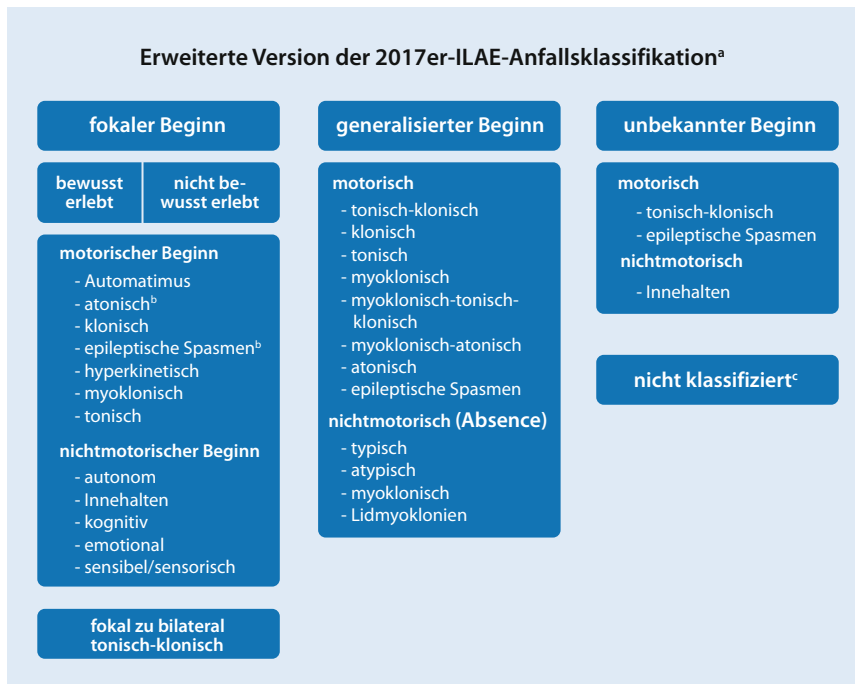 Erweiterte Version der 2017er-ILAE-Anfallsklassifikationᵃ
fokaler Beginn
bewusst
erlebt
nicht be-
wusst erlebt
motorischer Beginn
- Automatimus
- atonischᵇ
- klonisch
- epileptische Spasmenᵇ
- hyperkinetisch
- myoklonisch
- tonisch
nichtmotorischer Beginn
- autonom
- Innehalten
- kognitiv
- emotional
- sensibel/sensorisch
fokal zu bilateral
tonisch-klonisch
generalisierter Beginn
motorisch
- tonisch-klonisch
- klonisch
- tonisch
- myoklonisch
- myoklonisch-tonisch-
klonisch
- myoklonisch-atonisch
- atonisch
- epileptische Spasmen
nichtmotorisch (Absence)
- typisch
- atypisch
- myoklonisch
- Lidmyoklonien
unbekannter Beginn
motorisch
- tonisch-klonisch
- epileptische Spasmen
nichtmotorisch
- Innehalten
nicht klassifiziertᶜ